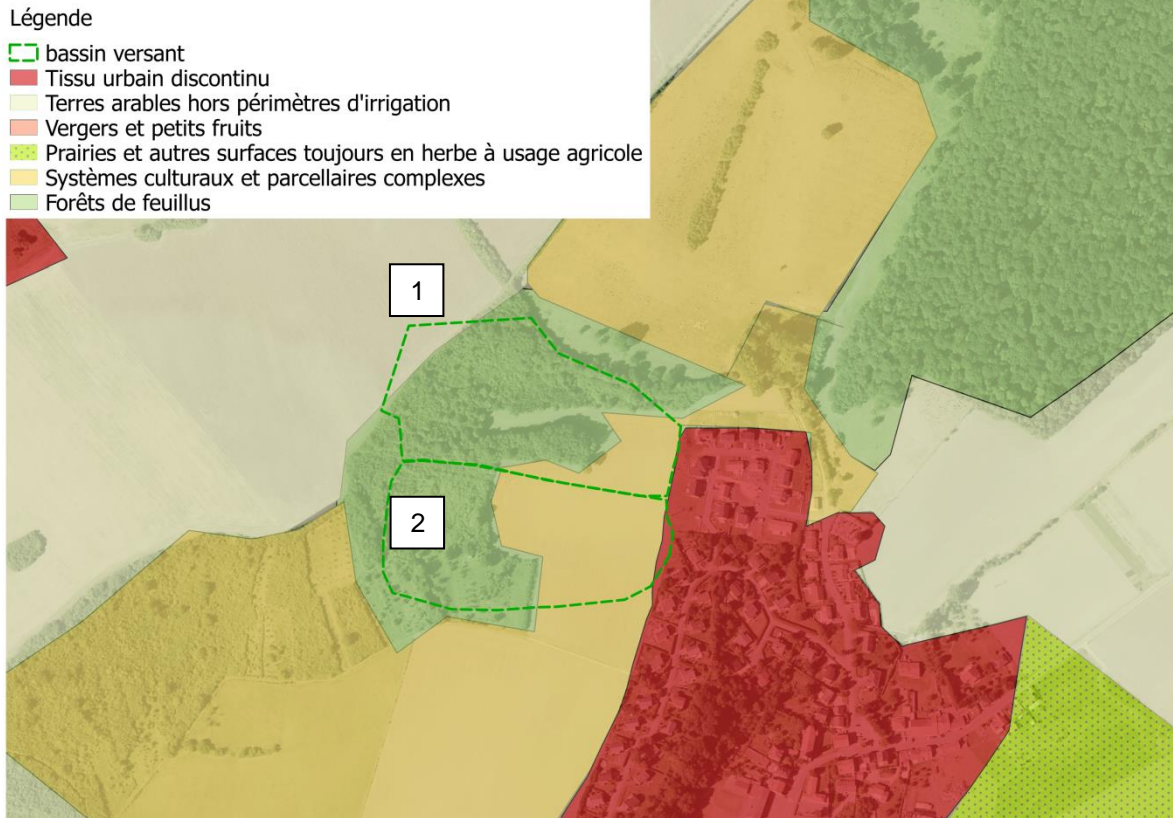 Légende
bassin versant
Tissu urbain discontinu
Terres arables hors périmètres d'irrigation
Vergers et petits fruits
Prairies et autres surfaces toujours en herbe à usage agricole
Systèmes culturaux et parcellaires complexes
Forêts de feuillus
1
2